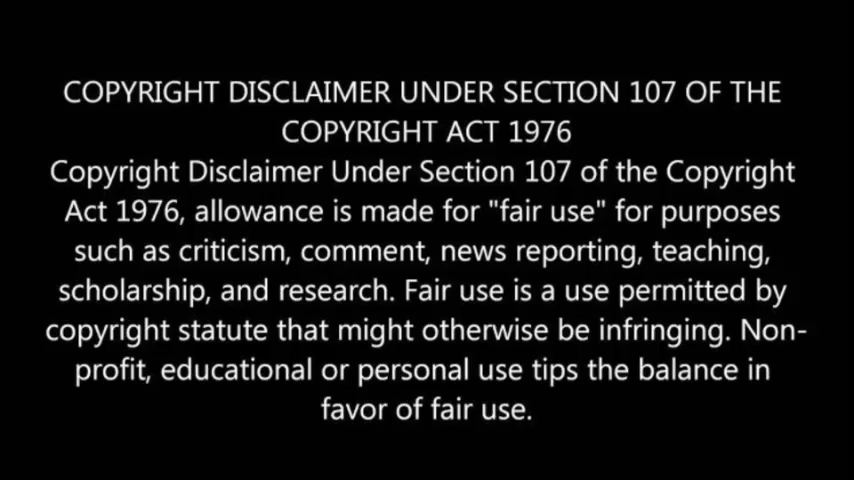 COPYRIGHT DISCLAIMER UNDER SECTION 107 OF THE
COPYRIGHT ACT 1976
Copyright Disclaimer Under Section 107 of the Copyright
Act 1976, allowance is made for "fair use" for purposes
such as criticism, comment, news reporting, teaching,
scholarship, and research. Fair use is a use permitted by
copyright statute that might otherwise be infringing. Non-
profit, educational or personal use tips the balance in
favor of fair use.